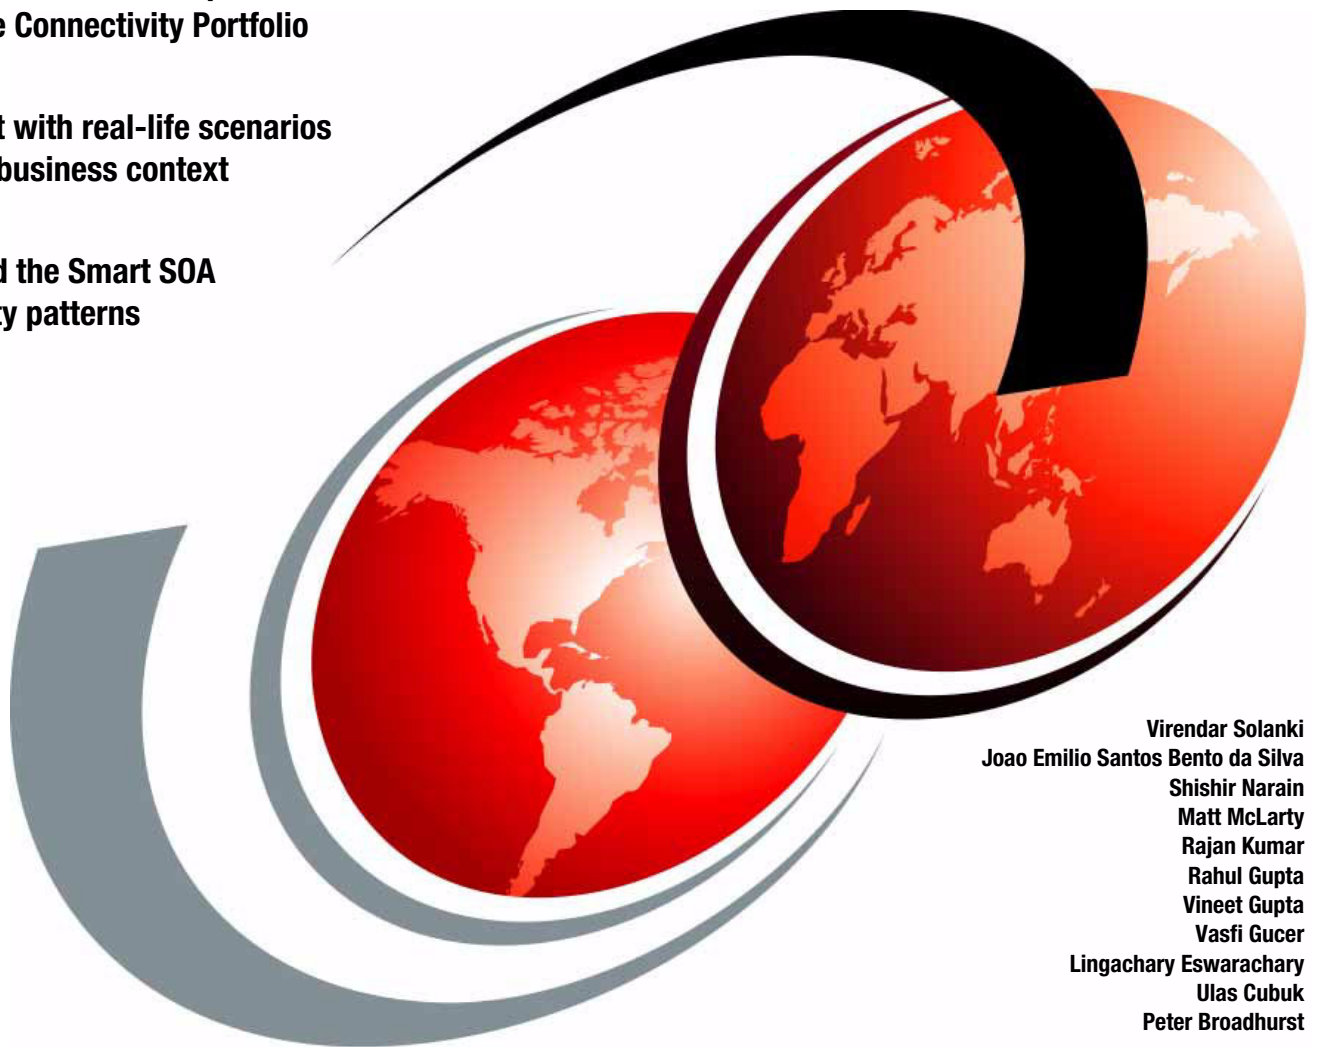 Connectivity Portfolio
with real-life scenarios
business context
the Smart SOA
patterns
Virendar Solanki
Joao Emilio Santos Bento da Silva
Shishir Narain
Matt McLarty
Rajan Kumar
Rahul Gupta
Vineet Gupta
Vasfi Gucer
Lingachary Eswarachary
Ulas Cubuk
Peter Broadhurst